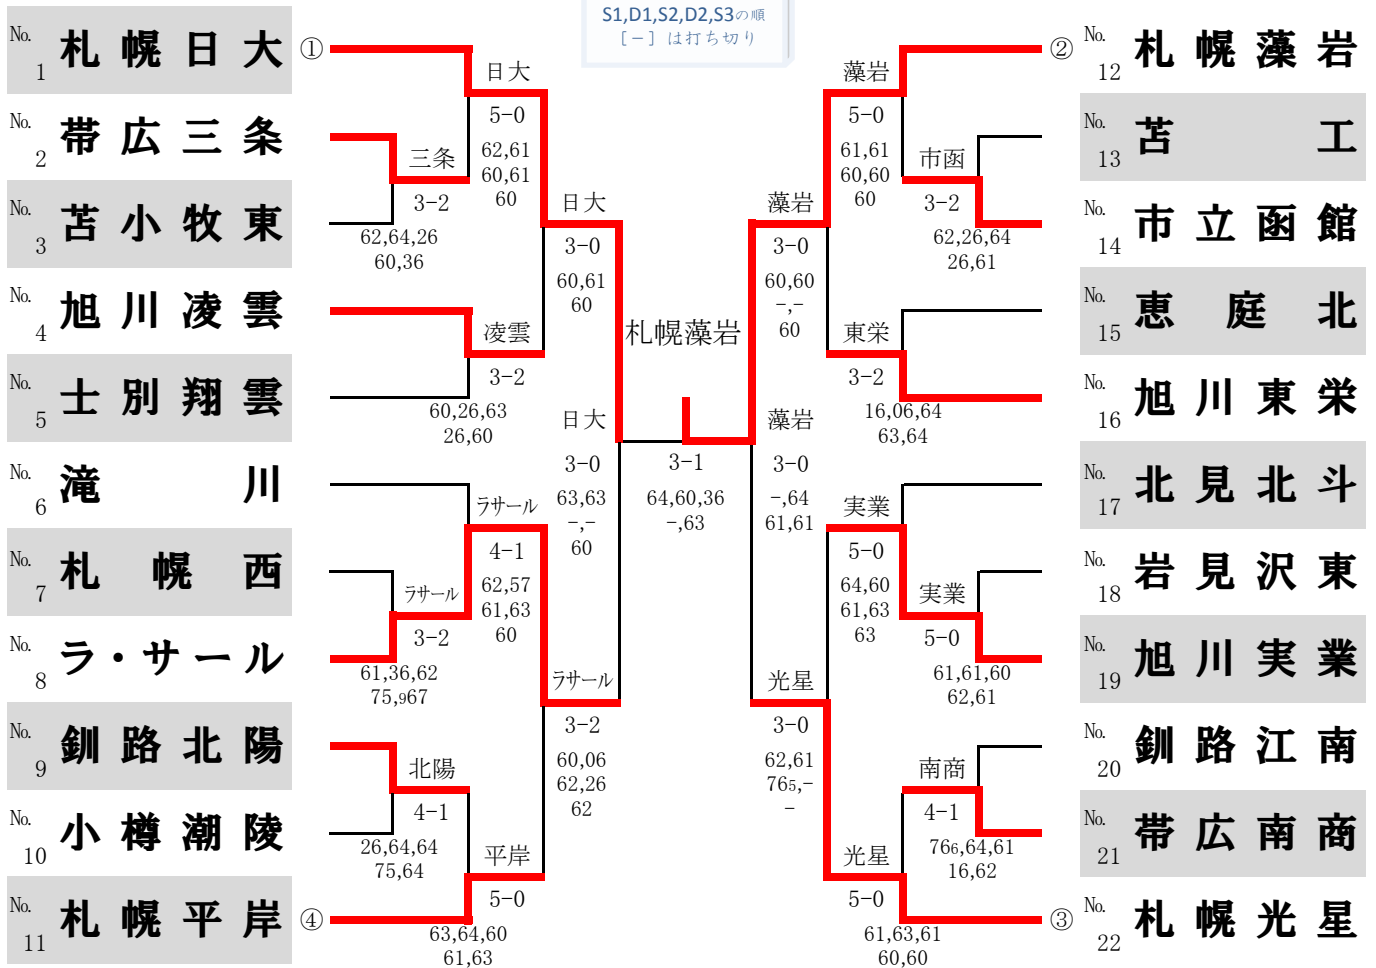 S1,D1,S2,D2,S3の順
［－］は打ち切り
No. 1 札幌日大 ①
No. 2 帯広三条
No. 3 苫小牧東
No. 4 旭川凌雲
No. 5 士別翔雲
No. 6 滝川
No. 7 札幌西
No. 8 ラ・サール
No. 9 釧路北陽
No. 10 小樽潮陵
No. 11 札幌平岸 ④
日大
5-0
62,61
60,61
60
三条
3-2
62,64,26
60,36
日大
3-0
60,61
60
凌雲
3-2
60,26,63
26,60
日大
3-0
63,63
-,-
60
ラサール
4-1
62,57
61,63
60
ラサール
3-2
61,36,62
75,967
ラサール
3-2
60,06
62,26
62
北陽
4-1
26,64,64
75,64
平岸
5-0
63,64,60
61,63
札幌藻岩
3-1
64,60,36
-,63
藻岩
5-0
61,61
60,60
60
市函
3-2
62,26,64
26,61
藻岩
3-0
60,60
-,-
60
東栄
3-2
16,06,64
63,64
藻岩
3-0
-,64
61,61
実業
5-0
64,60
61,63
63
実業
5-0
61,61,60
62,61
光星
3-0
62,61
765,-
-
南商
4-1
766,64,61
16,62
光星
5-0
61,63,61
60,60
② No. 12 札幌藻岩
No. 13 苫工
No. 14 市立函館
No. 15 恵庭北
No. 16 旭川東栄
No. 17 北見北斗
No. 18 岩見沢東
No. 19 旭川実業
No. 20 釧路江南
No. 21 帯広南商
③ No. 22 札幌光星